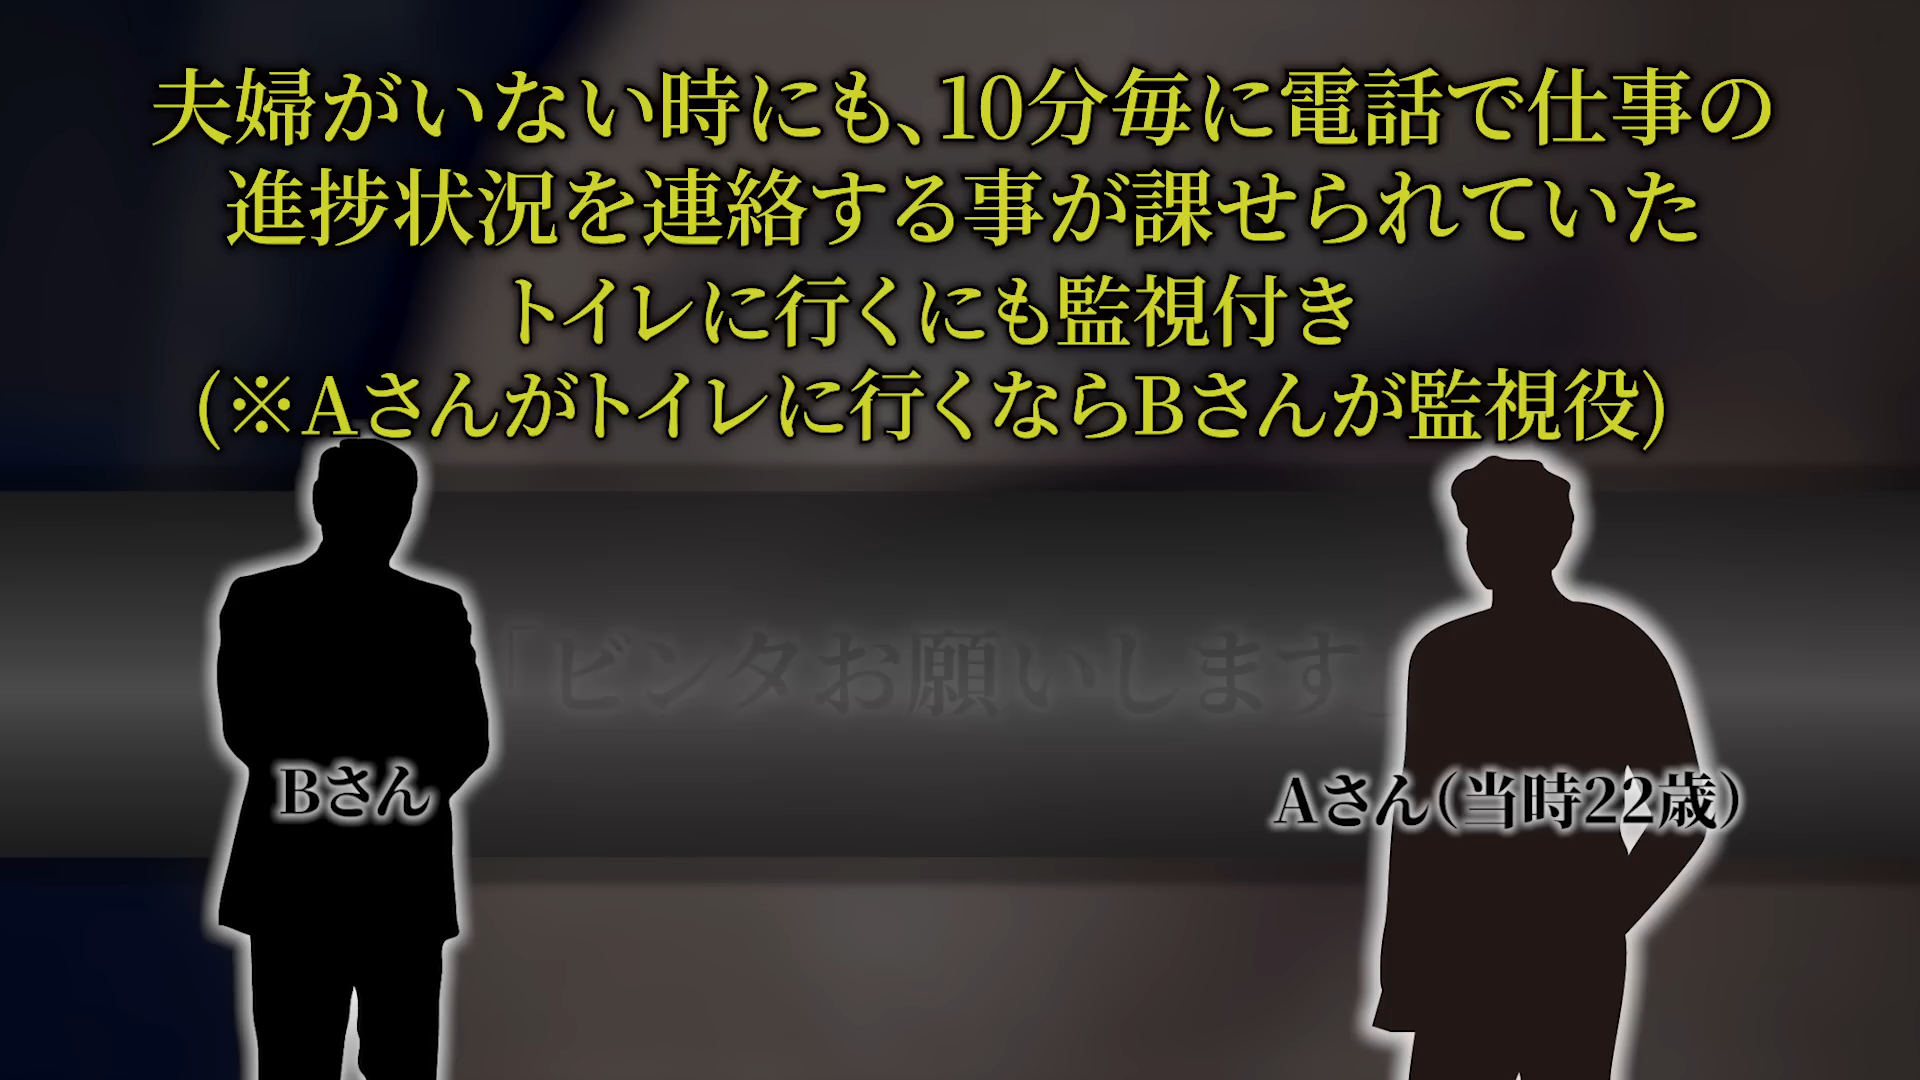 夫婦がいない時にも、10分毎に電話で仕事の
進捗状況を連絡する事が課せられていた
トイレに行くにも監視付き
(※Aさんがトイレに行くならBさんが監視役)
「ビンタお願いします」
Bさん
Aさん(当時22歳)